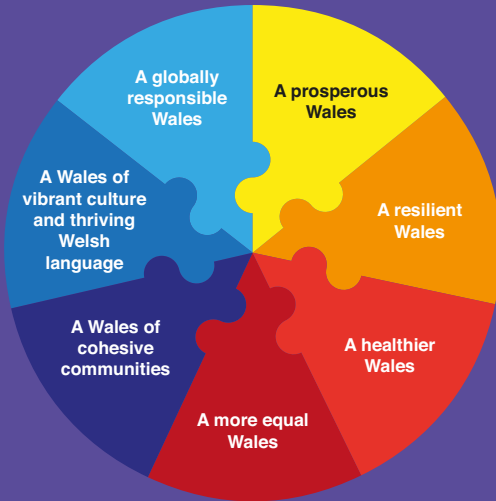 A prosperous
Wales
A resilient
Wales
A healthier
Wales
A more equal
Wales
A Wales of
cohesive
communities
A Wales of
vibrant culture
and thriving
Welsh
language
A globally
responsible
Wales